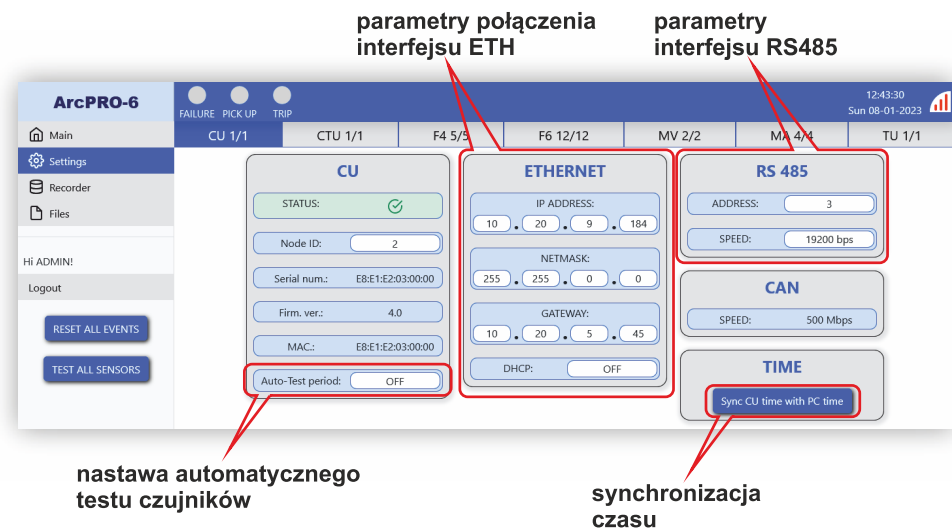 parametry połączenia
interfejsu ETH
parametry
interfejsu RS485
ArcPRO-6
FAILURE PICK UP TRIP
12:43:30
Sun 08-01-2023
Main
Settings
Recorder
Files
Hi ADMIN!
Logout
RESET ALL EVENTS
TEST ALL SENSORS
CU 1/1 CTU 1/1 F4 5/5 F6 12/12 MV 2/2 MA 4/4 TU 1/1
CU
STATUS:
Node ID: 2
Serial num.: E8:E1:E2:03:00:00
Firm. ver.: 4.0
MAC.: E8:E1:E2:03:00:00
Auto-Test period: OFF
ETHERNET
IP ADDRESS:
10 . 20 . 9 . 184
NETMASK:
255 . 255 . 0 . 0
GATEWAY:
10 . 20 . 5 . 45
DHCP: OFF
RS 485
ADDRESS: 3
SPEED: 19200 bps
CAN
SPEED: 500 Mbps
TIME
Sync CU time with PC time
nastawa automatycznego
testu czujników
synchronizacja
czasu